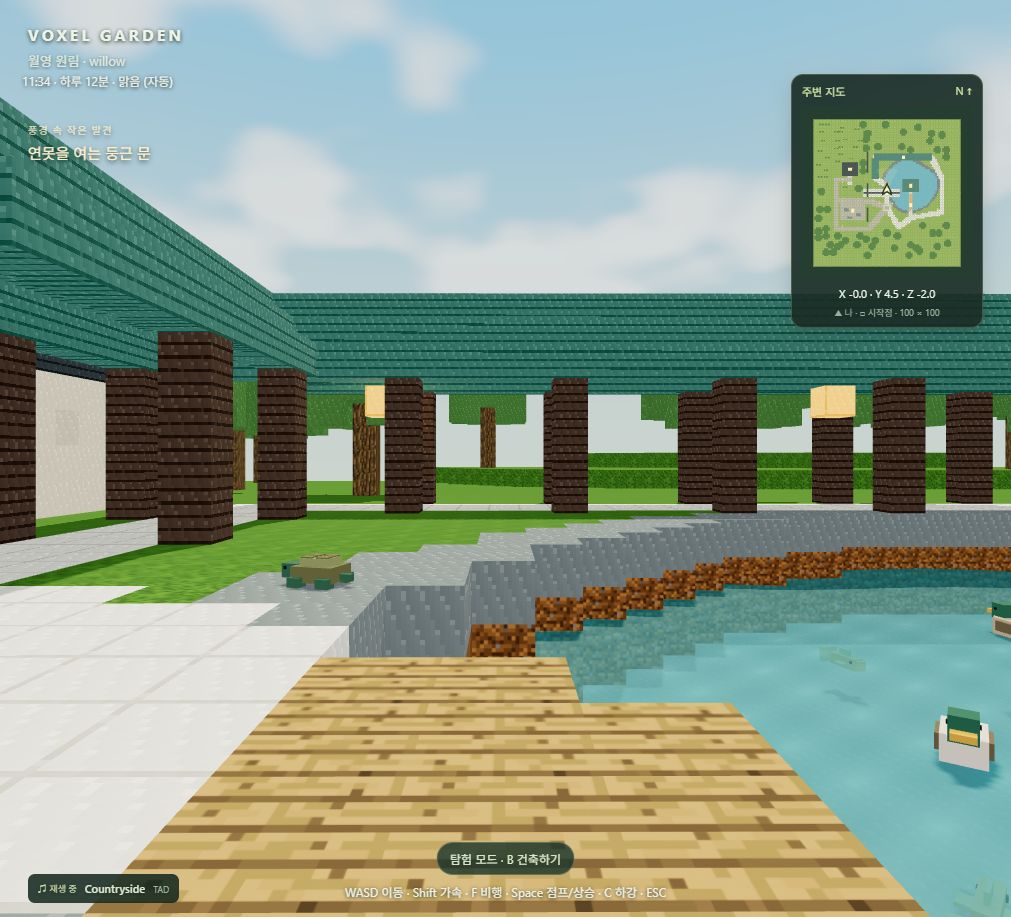 VOXEL GARDEN
월영 원림 · willow
11:34 · 하루 12분 · 맑음 (자동)
풍경 속 작은 발견
연못을 여는 둥근 문
주변 지도
N ↑
X -0.0 · Y 4.5 · Z -2.0
▲ 나 · □ 시작점 · 100 × 100
탐험 모드 · B 건축하기
♫ 재생 중 Countryside TAD
WASD 이동 · Shift 가속 · F 비행 · Space 점프/상승 · C 하강 · ESC